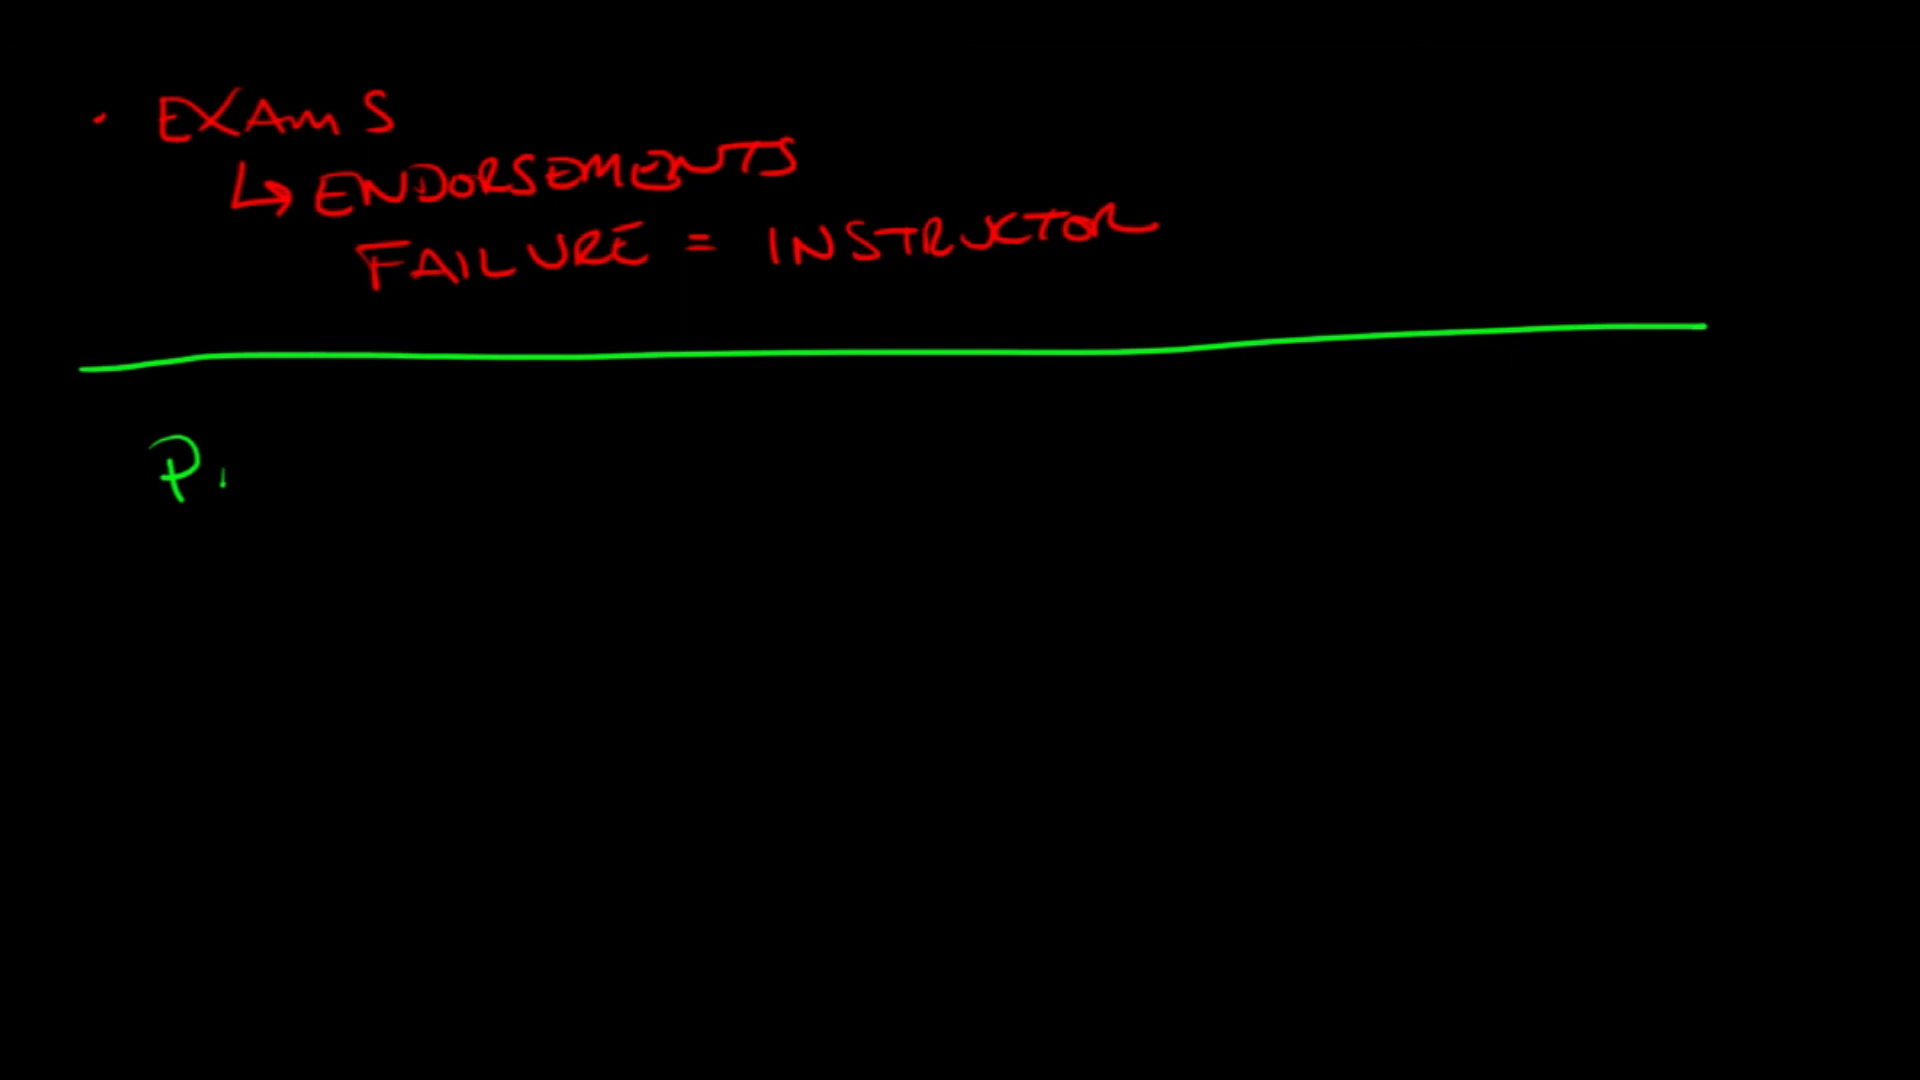 · EXAMS
↳ ENDORSEMENTS
FAILURE = INSTRUCTOR
P